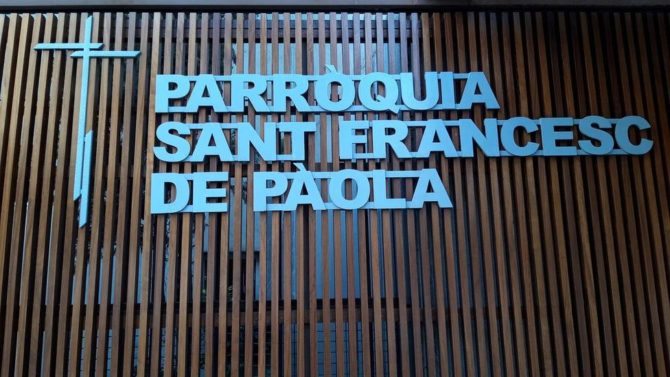 PARRÒQUIA
SANT FRANCESC
DE PÀOLA